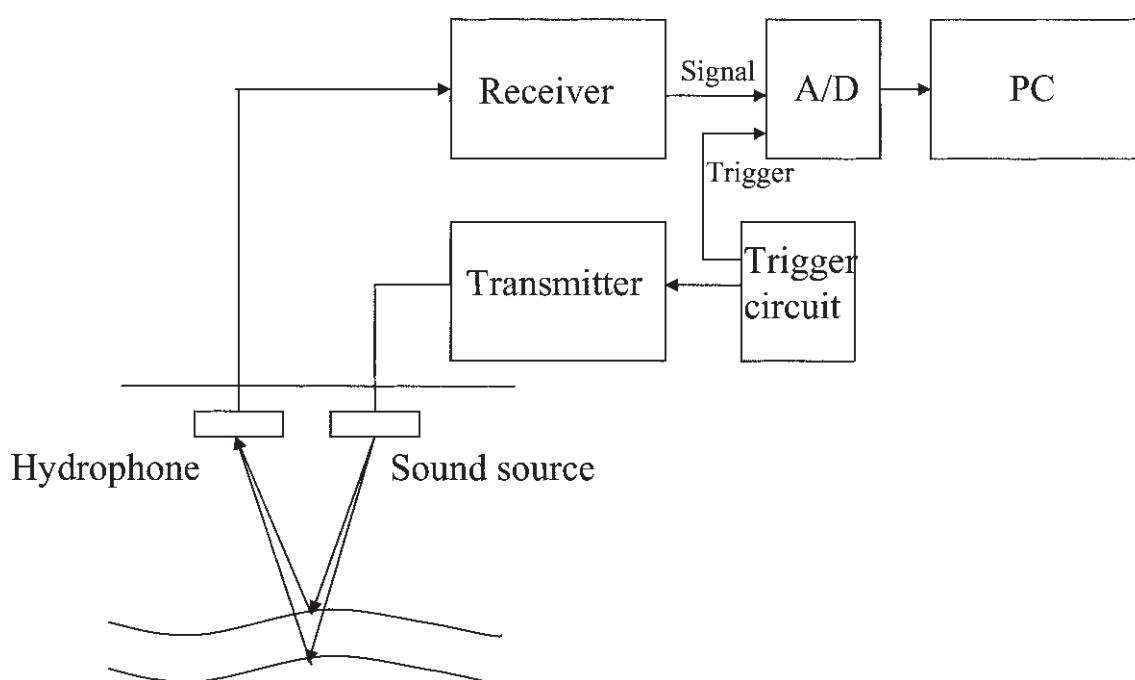 Receiver
Signal
A/D
PC
Trigger
Transmitter
Trigger
circuit
Hydrophone
Sound source